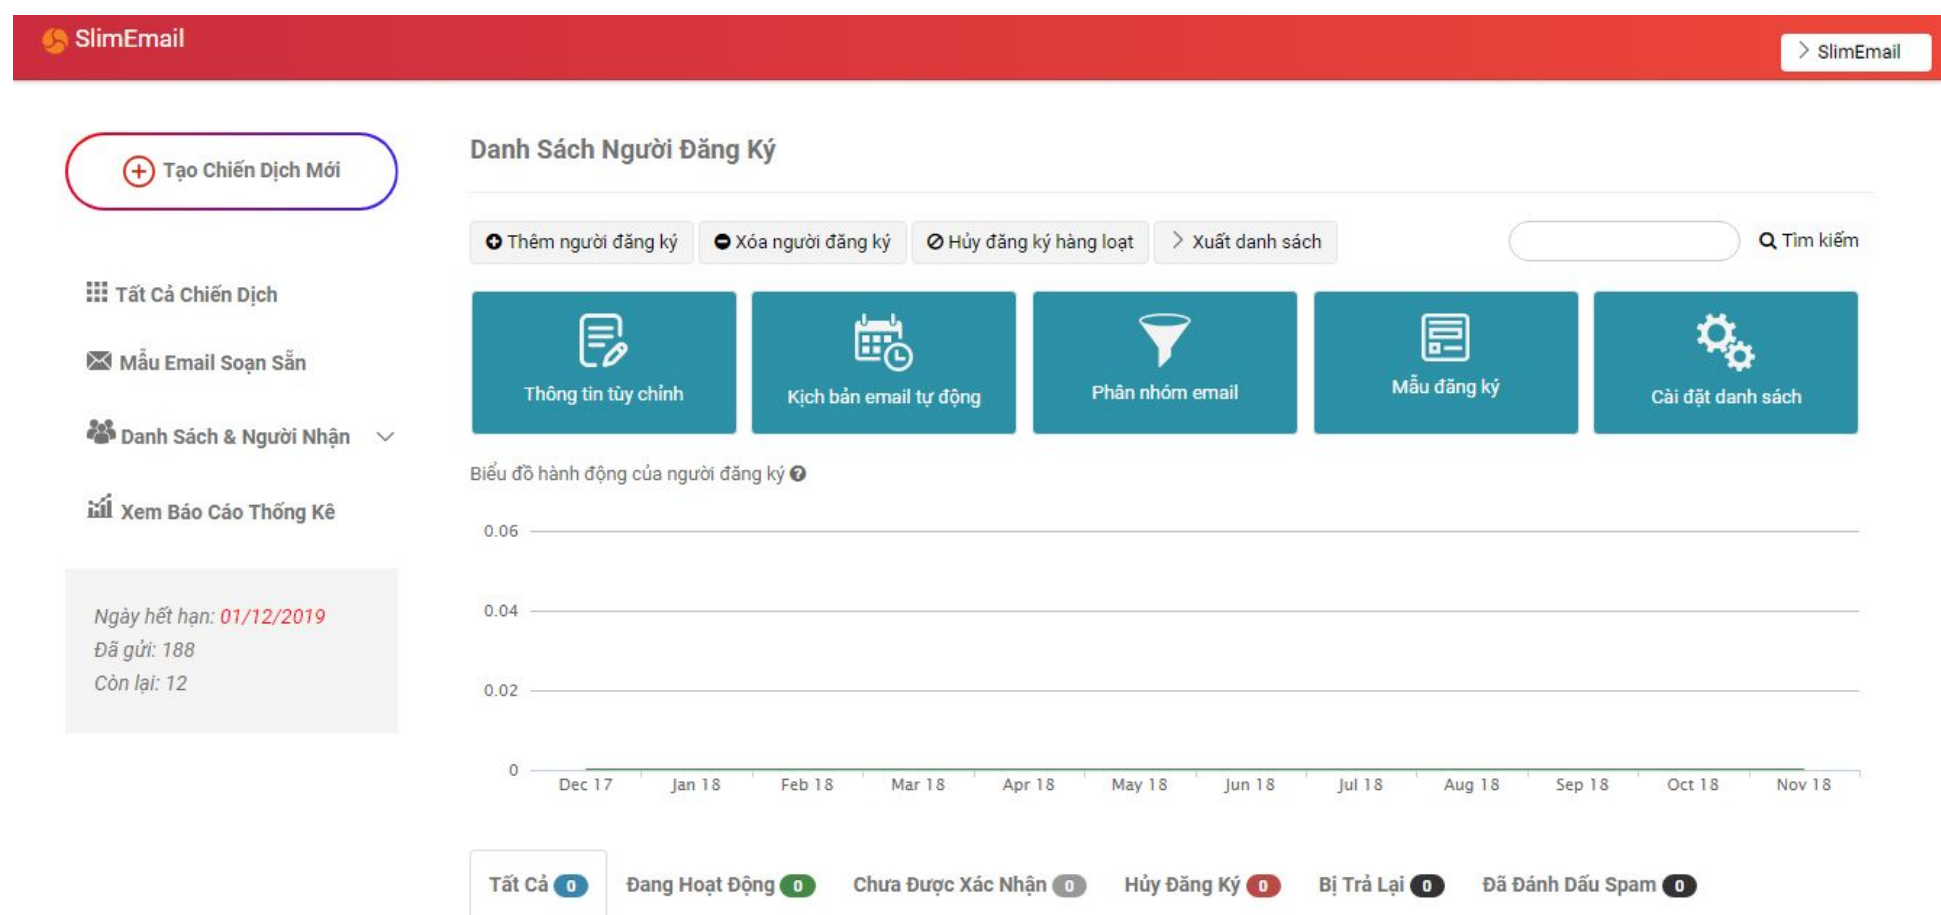 SlimEmail
SlimEmail
Tạo Chiến Dịch Mới
Tất Cả Chiến Dịch
Mẫu Email Soạn Sẵn
Danh Sách & Người Nhận
Xem Báo Cáo Thống Kê
Ngày hết hạn: 01/12/2019
Đã gửi: 188
Còn lại: 12
Danh Sách Người Đăng Ký
Thêm người đăng ký Xóa người đăng ký Hủy đăng ký hàng loạt Xuất danh sách Tìm kiếm
Thông tin tùy chỉnh Kịch bản email tự động Phân nhóm email Mẫu đăng ký Cài đặt danh sách
Biểu đồ hành động của người đăng ký
0.06
0.04
0.02
0
Dec 17 Jan 18 Feb 18 Mar 18 Apr 18 May 18 Jun 18 Jul 18 Aug 18 Sep 18 Oct 18 Nov 18
Tất Cả 0 Đang Hoạt Động 0 Chưa Được Xác Nhận 0 Hủy Đăng Ký 0 Bị Trả Lại 0 Đã Đánh Dấu Spam 0